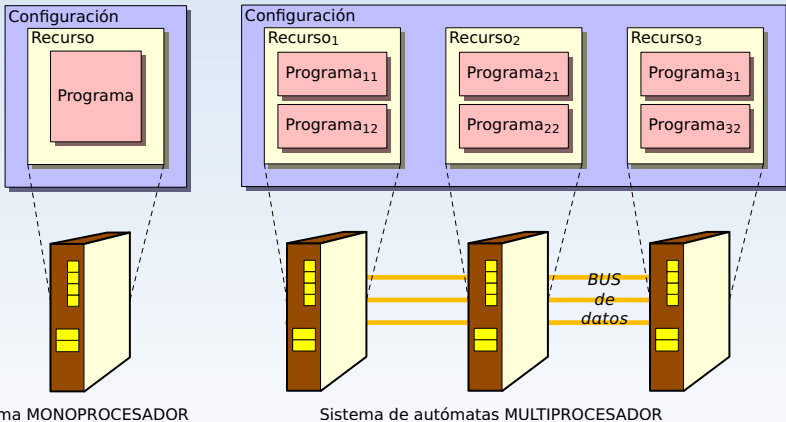 Configuración
Recurso
Programa
Configuración
Recurso₁
Programa₁₁
Programa₁₂
Recurso₂
Programa₂₁
Programa₂₂
Recurso₃
Programa₃₁
Programa₃₂
BUS
de
datos
MONOPROCESADOR
Sistema de autómatas MULTIPROCESADOR